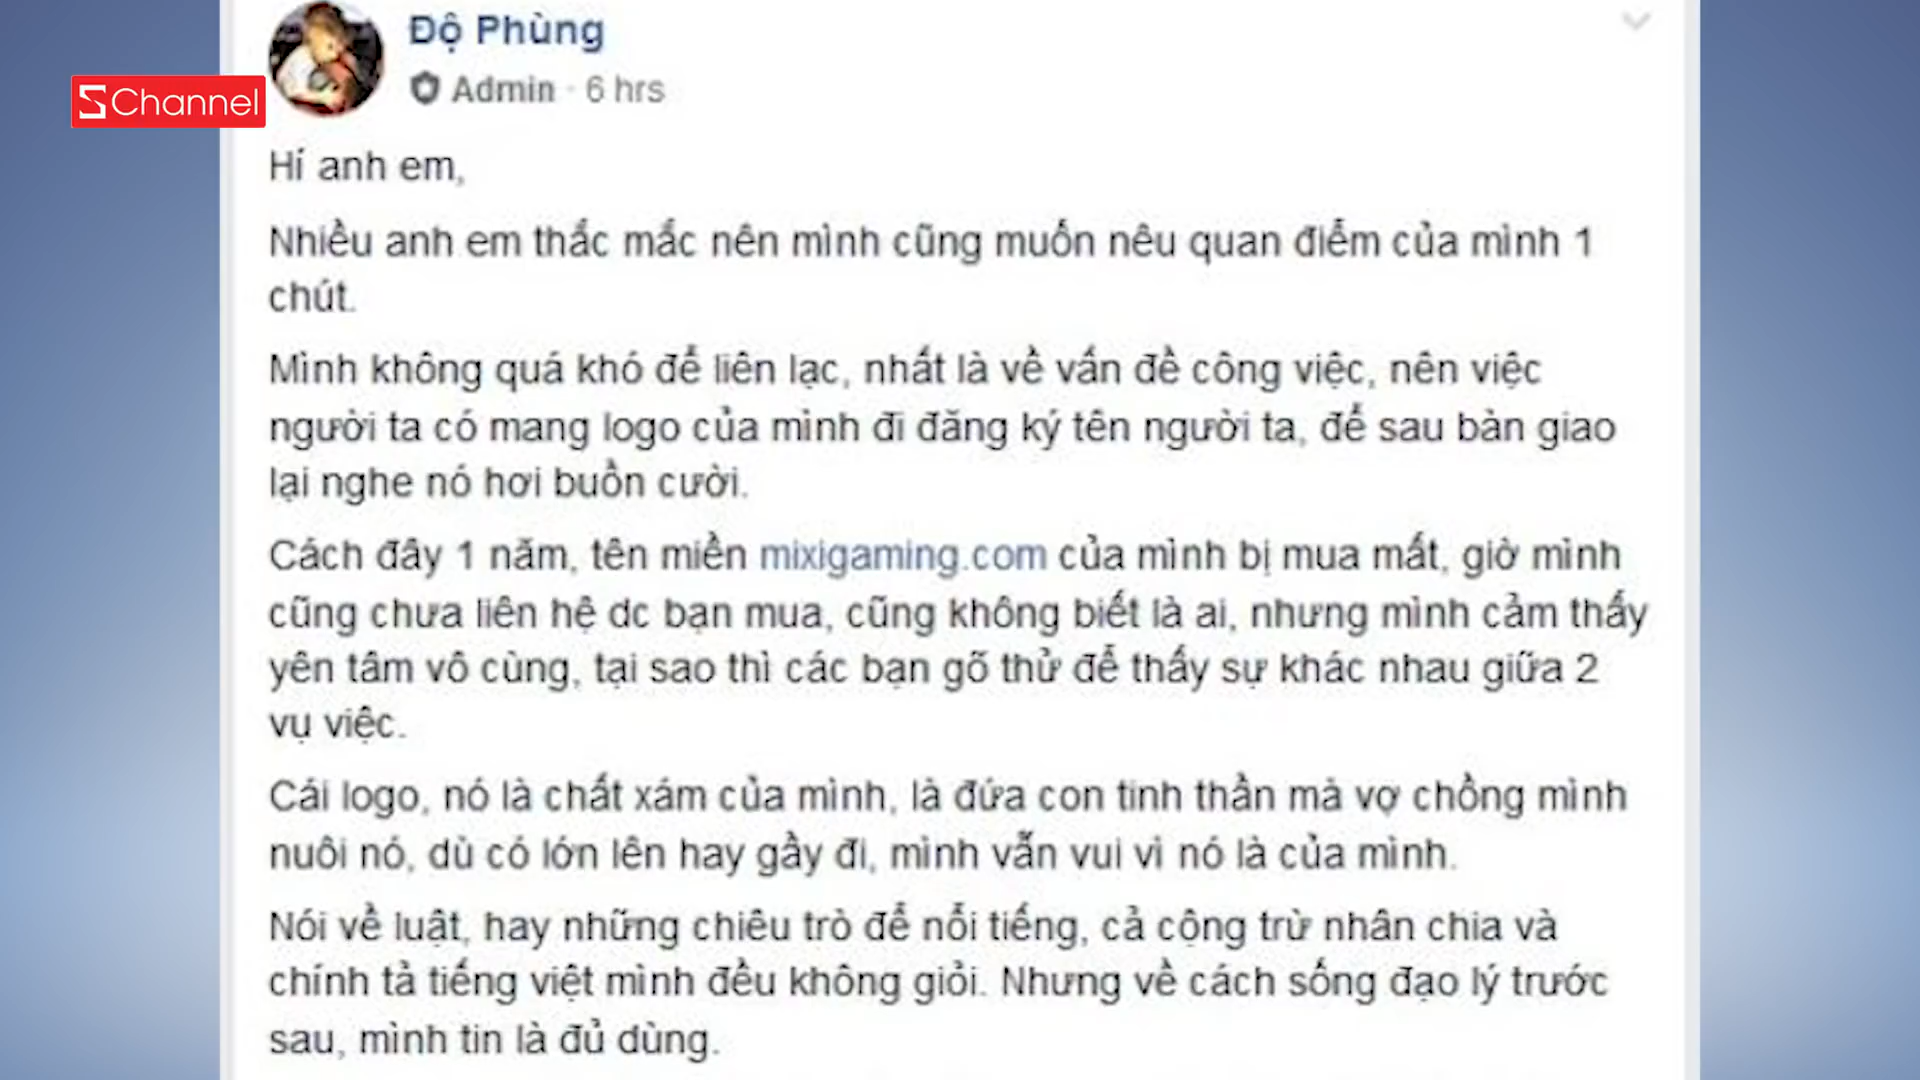 Độ Phùng
Admin · 6 hrs
SChannel
Hí anh em,
Nhiều anh em thắc mắc nên mình cũng muốn nêu quan điểm của mình 1
chút.
Mình không quá khó để liên lạc, nhất là về vấn đề công việc, nên việc
người ta có mang logo của mình đi đăng ký tên người ta, để sau bàn giao
lại nghe nó hơi buồn cười.
Cách đây 1 năm, tên miền mixigaming.com của mình bị mua mất, giờ mình
cũng chưa liên hệ dc bạn mua, cũng không biết là ai, nhưng mình cảm thấy
yên tâm vô cùng, tại sao thì các bạn gõ thử để thấy sự khác nhau giữa 2
vụ việc.
Cái logo, nó là chất xám của mình, là đứa con tinh thần mà vợ chồng mình
nuôi nó, dù có lớn lên hay gầy đi, mình vẫn vui vì nó là của mình.
Nói về luật, hay những chiêu trò để nổi tiếng, cả cộng trừ nhân chia và
chính tả tiếng việt mình đều không giỏi. Nhưng về cách sống đạo lý trước
sau, mình tin là đủ dùng.